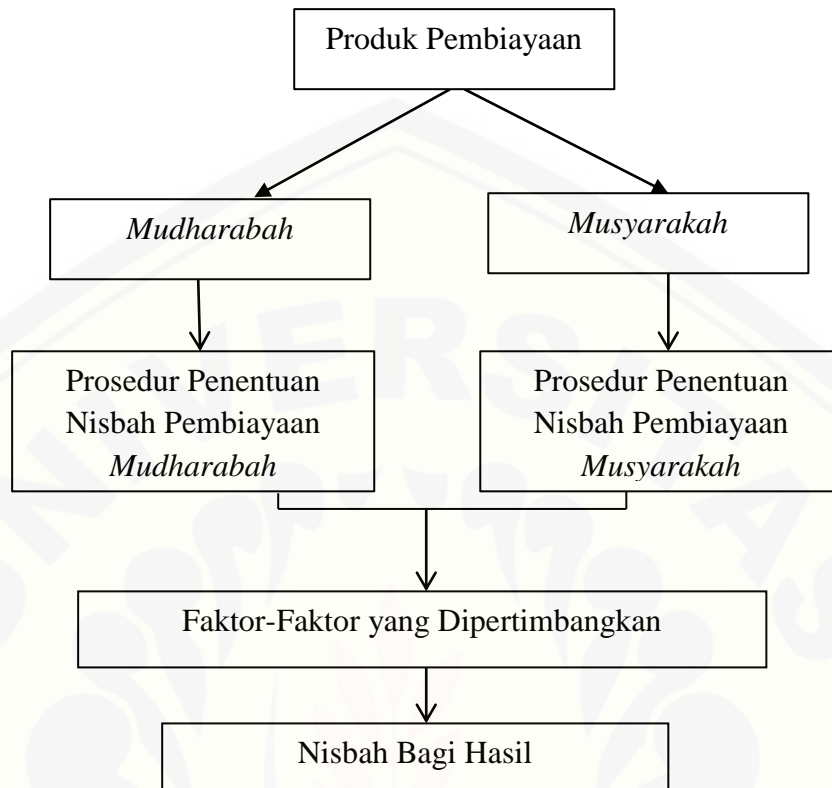 Produk Pembiayaan
Mudharabah
Musyarakah
Prosedur Penentuan
Nisbah Pembiayaan
Mudharabah
Prosedur Penentuan
Nisbah Pembiayaan
Musyarakah
Faktor-Faktor yang Dipertimbangkan
Nisbah Bagi Hasil
UNIVERSITAS